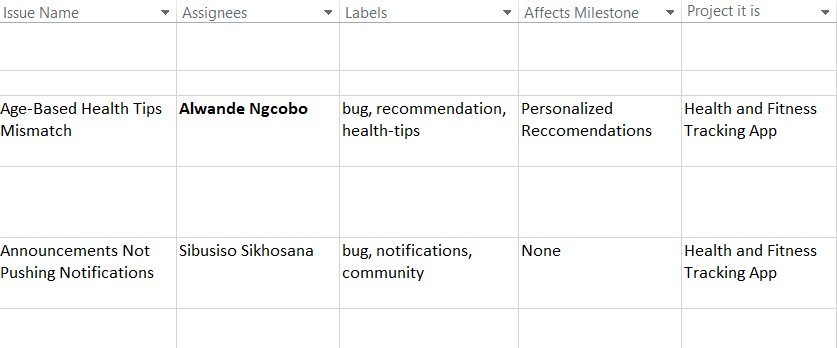 Issue Name Assignees Labels Affects Milestone Project it is
Age-Based Health Tips Alwande Ngcobo bug, recommendation, Personalized Health and Fitness
Mismatch health-tips Reccomendations Tracking App
Announcements Not Sibusiso Sikhosana bug, notifications, None Health and Fitness
Pushing Notifications community Tracking App